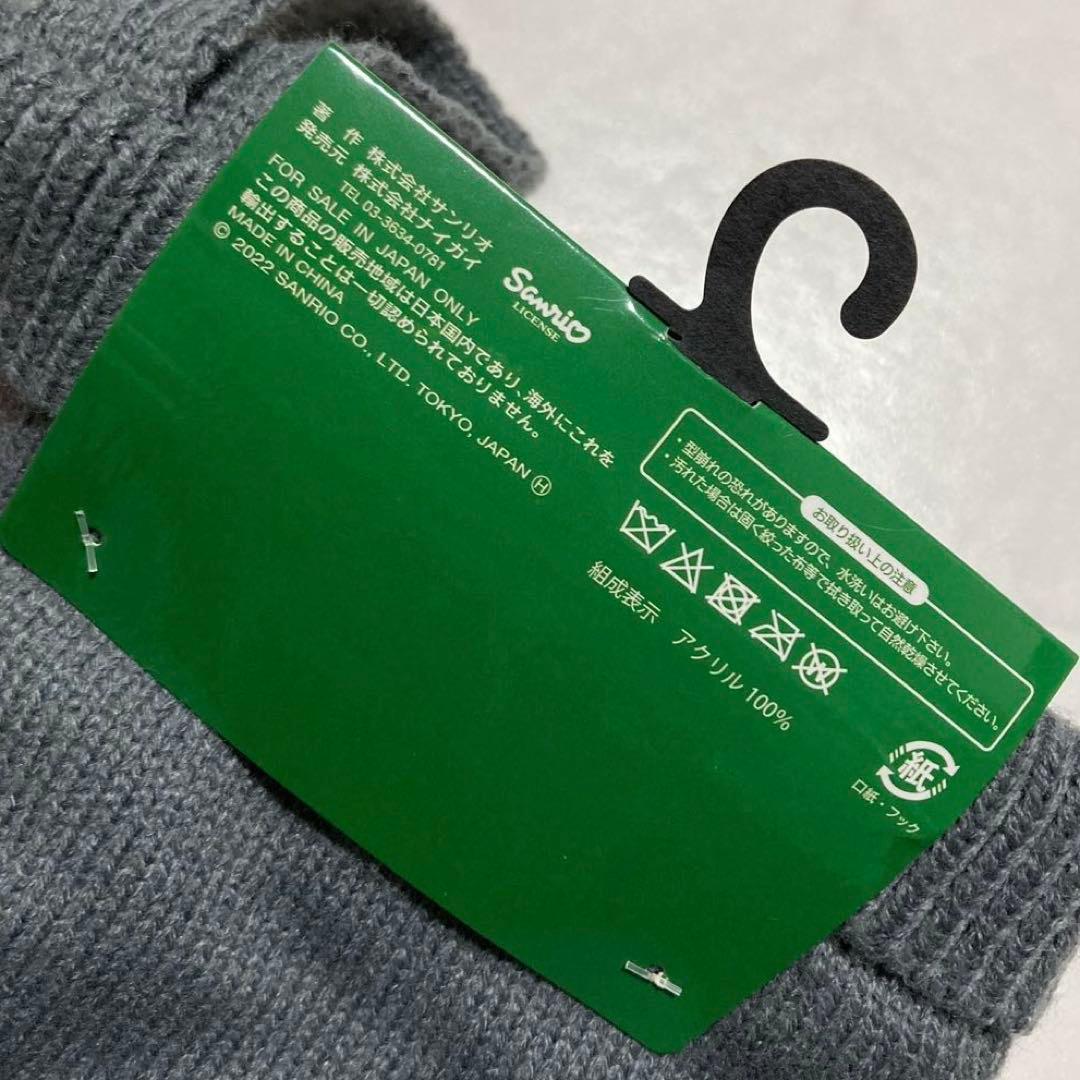 著　作 株式会社サンリオ
発売元 株式会社ナイガイ
TEL 03-3634-0781
FOR SALE IN JAPAN ONLY
この商品の販売地域は日本国内であり、海外にこれを
輸出することは一切認められておりません。
MADE IN CHINA
© 2022 SANRIO CO., LTD. TOKYO, JAPAN Ⓗ
Sanrio
LICENSE
お取り扱い上の注意
・型崩れの恐れがありますので、水洗いはお避け下さい。
・汚れた場合は固く絞った布等で拭き取って自然乾燥させてください。
組成表示　アクリル 100%
紙
口紙・フック